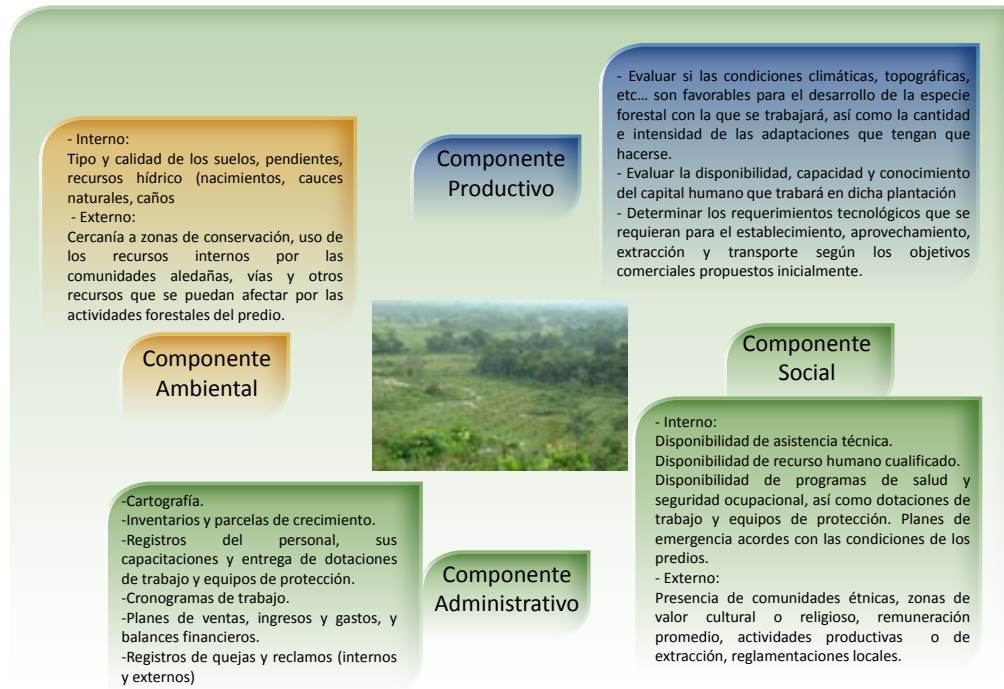 - Evaluar si las condiciones climáticas, topográficas,
etc... son favorables para el desarrollo de la especie
forestal con la que se trabajará, así como la cantidad
e intensidad de las adaptaciones que tengan que
hacerse.
- Evaluar la disponibilidad, capacidad y conocimiento
del capital humano que trabará en dicha plantación
- Determinar los requerimientos tecnológicos que se
requieran para el establecimiento, aprovechamiento,
extracción y transporte según los objetivos
comerciales propuestos inicialmente.
Componente
Productivo
- Interno:
Tipo y calidad de los suelos, pendientes,
recursos hídrico (nacimientos, cauces
naturales, caños
- Externo:
Cercanía a zonas de conservación, uso de
los recursos internos por las
comunidades aledañas, vías y otros
recursos que se puedan afectar por las
actividades forestales del predio.
Componente
Ambiental
Componente
Social
- Interno:
Disponibilidad de asistencia técnica.
Disponibilidad de recurso humano cualificado.
Disponibilidad de programas de salud y
seguridad ocupacional, así como dotaciones de
trabajo y equipos de protección. Planes de
emergencia acordes con las condiciones de los
predios.
- Externo:
Presencia de comunidades étnicas, zonas de
valor cultural o religioso, remuneración
promedio, actividades productivas o de
extracción, reglamentaciones locales.
-Cartografía.
-Inventarios y parcelas de crecimiento.
-Registros del personal, sus
capacitaciones y entrega de dotaciones
de trabajo y equipos de protección.
-Cronogramas de trabajo.
-Planes de ventas, ingresos y gastos, y
balances financieros.
-Registros de quejas y reclamos (internos
y externos)
Componente
Administrativo